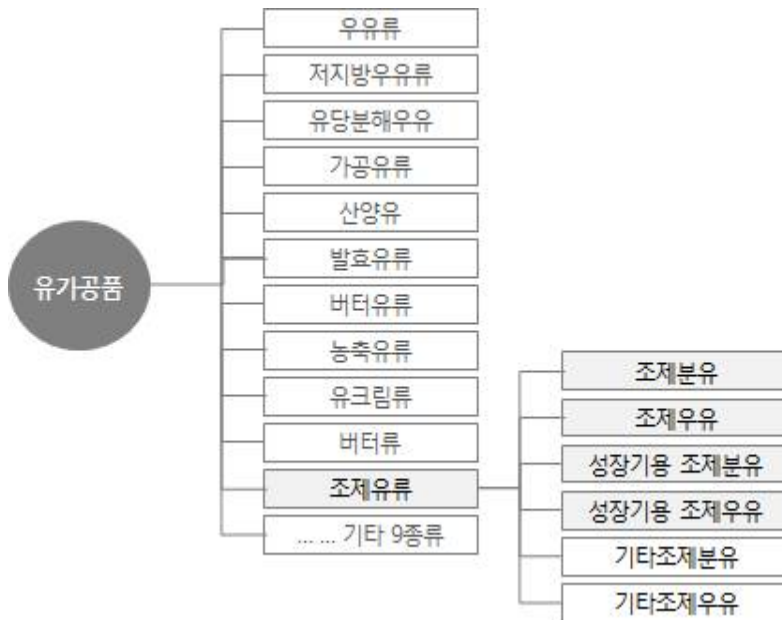 유가공품
우유류
저지방우유류
유당분해우유
가공유류
산양유
발효유류
버터유류
농축유류
유크림류
버터류
조제유류
... ... 기타 9종류
조제분유
조제우유
성장기용 조제분유
성장기용 조제우유
기타조제분유
기타조제우유